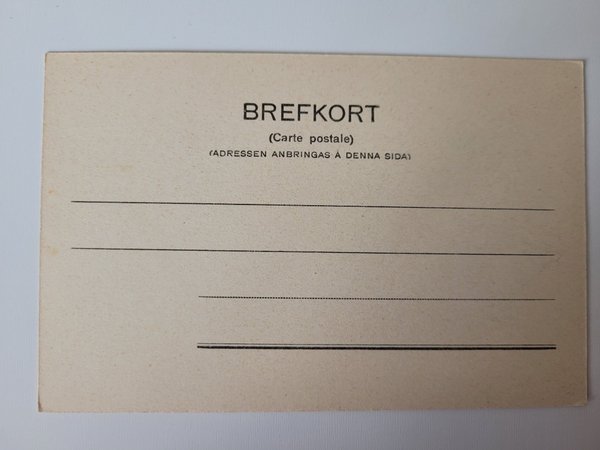 BREFKORT
(Carte postale)
(ADRESSEN ANBRINGAS Å DENNA SIDA)